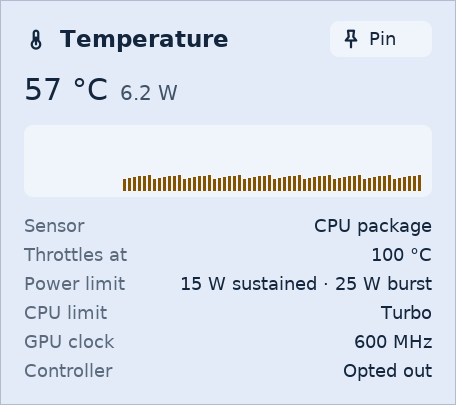 Temperature
Pin
57 °C 6.2 W
Sensor CPU package
Throttles at 100 °C
Power limit 15 W sustained · 25 W burst
CPU limit Turbo
GPU clock 600 MHz
Controller Opted out